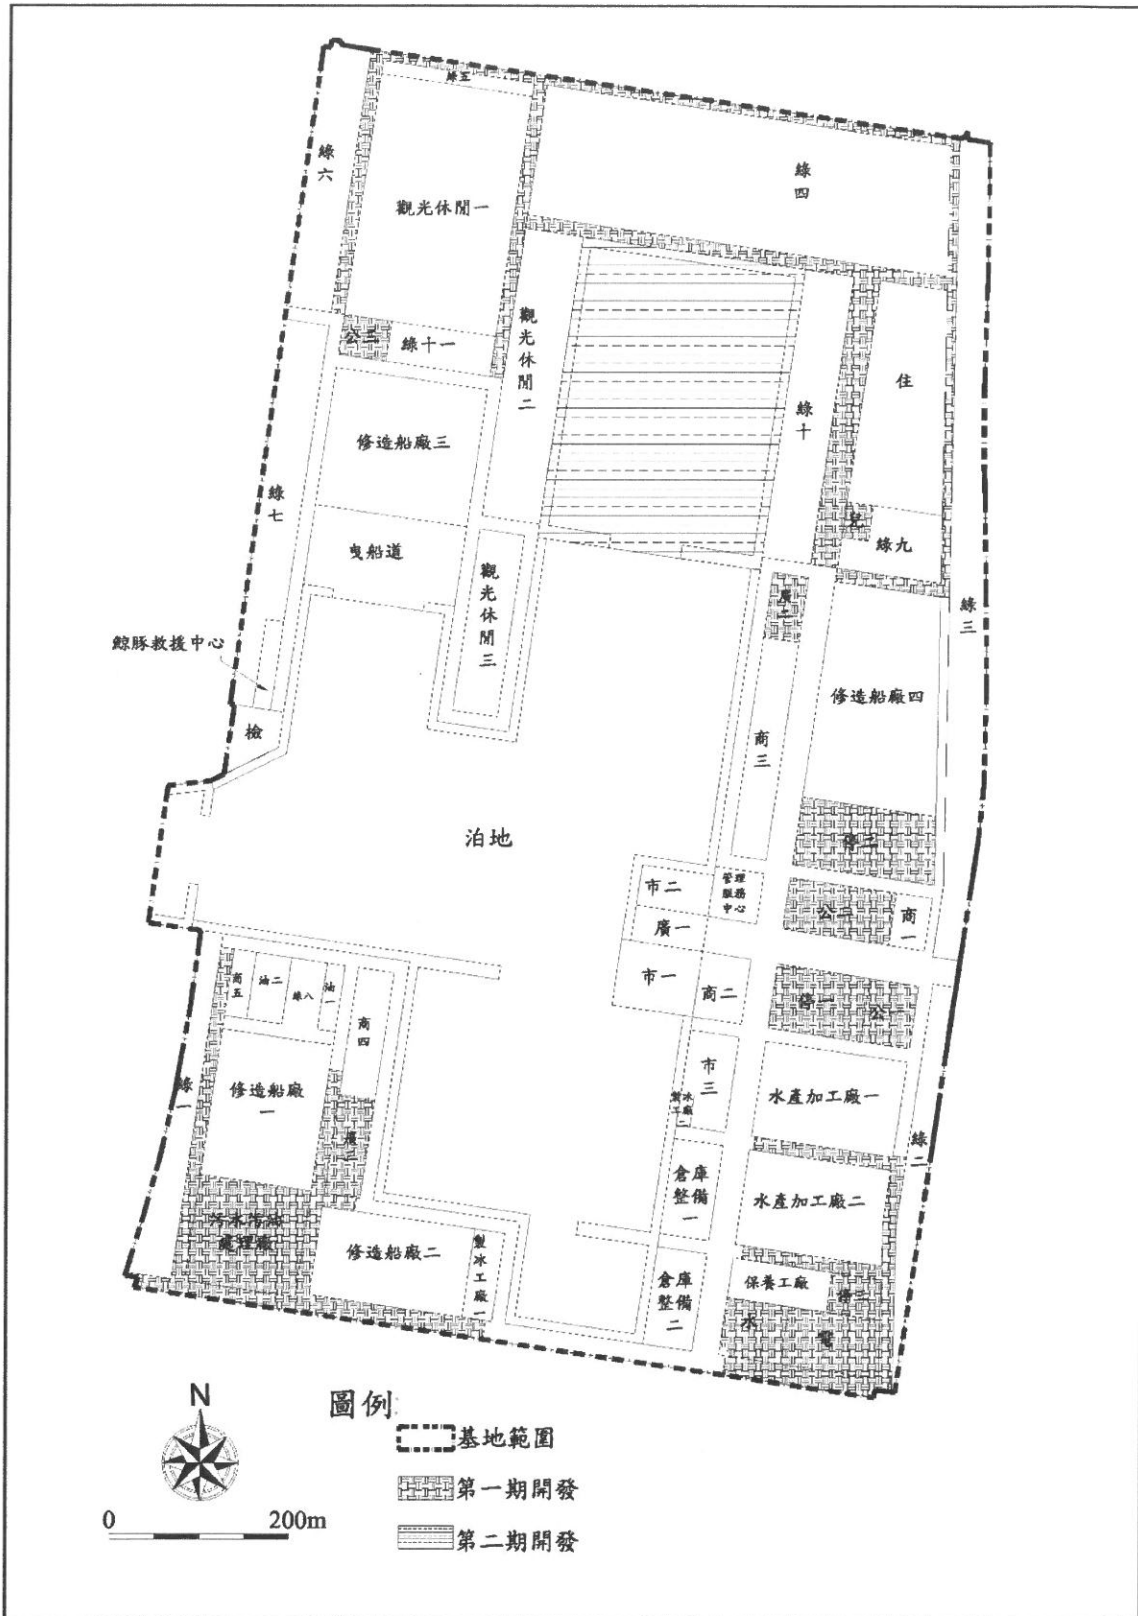 綠五
綠六
綠四
觀光休閒一
公三
綠十一
觀光休閒二
住
綠十
修造船廠三
綠七
兒
綠九
曳船道
觀光休閒三
廣二
綠三
鯨豚救援中心
修造船廠四
檢
商三
泊地
停二
市二
管理
服務
中心
公二
商一
廣一
市一
商二
停一
公一
商五
油二
綠八
油一
商四
市三
綠一
修造船廠
一
製冰
工廠
二
水產加工廠一
綠二
廣三
倉庫
整備
一
水產加工廠二
污水污油
處理廠
修造船廠二
製冰工廠一
倉庫
整備
二
保養工廠
停三
水
電
N
圖例:
基地範圍
第一期開發
第二期開發
0
200m